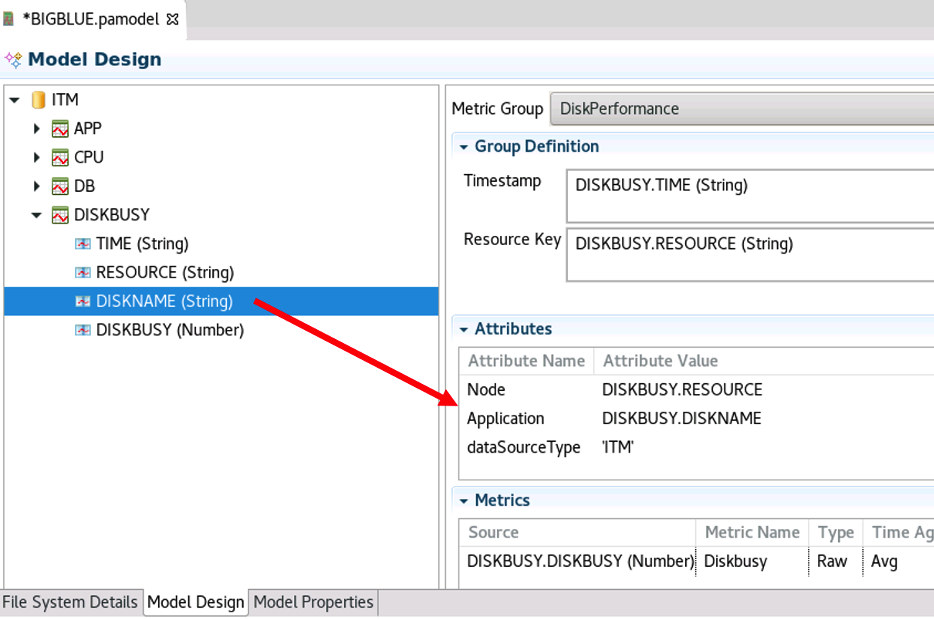 *BIGBLUE.pamodel
Model Design
ITM
APP
CPU
DB
DISKBUSY
TIME (String)
RESOURCE (String)
DISKNAME (String)
DISKBUSY (Number)
Metric Group DiskPerformance
Group Definition
Timestamp DISKBUSY.TIME (String)
Resource Key DISKBUSY.RESOURCE (String)
Attributes
Attribute Name Attribute Value
Node DISKBUSY.RESOURCE
Application DISKBUSY.DISKNAME
dataSourceType 'ITM'
Metrics
Source Metric Name Type Time Ag
DISKBUSY.DISKBUSY (Number) Diskbusy Raw Avg
File System Details Model Design Model Properties